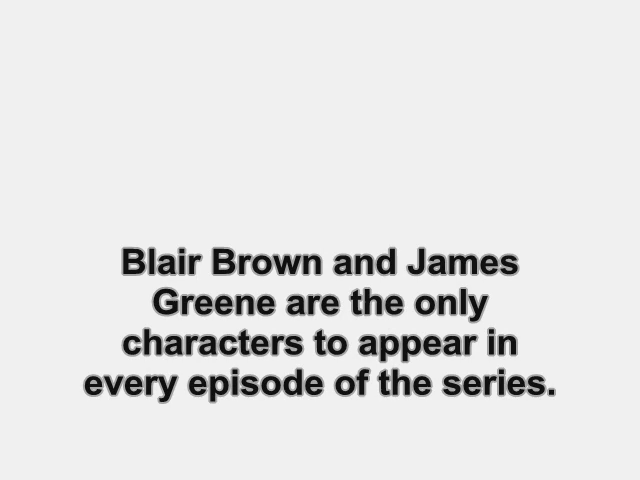 Blair Brown and James
Greene are the only
characters to appear in
every episode of the series.